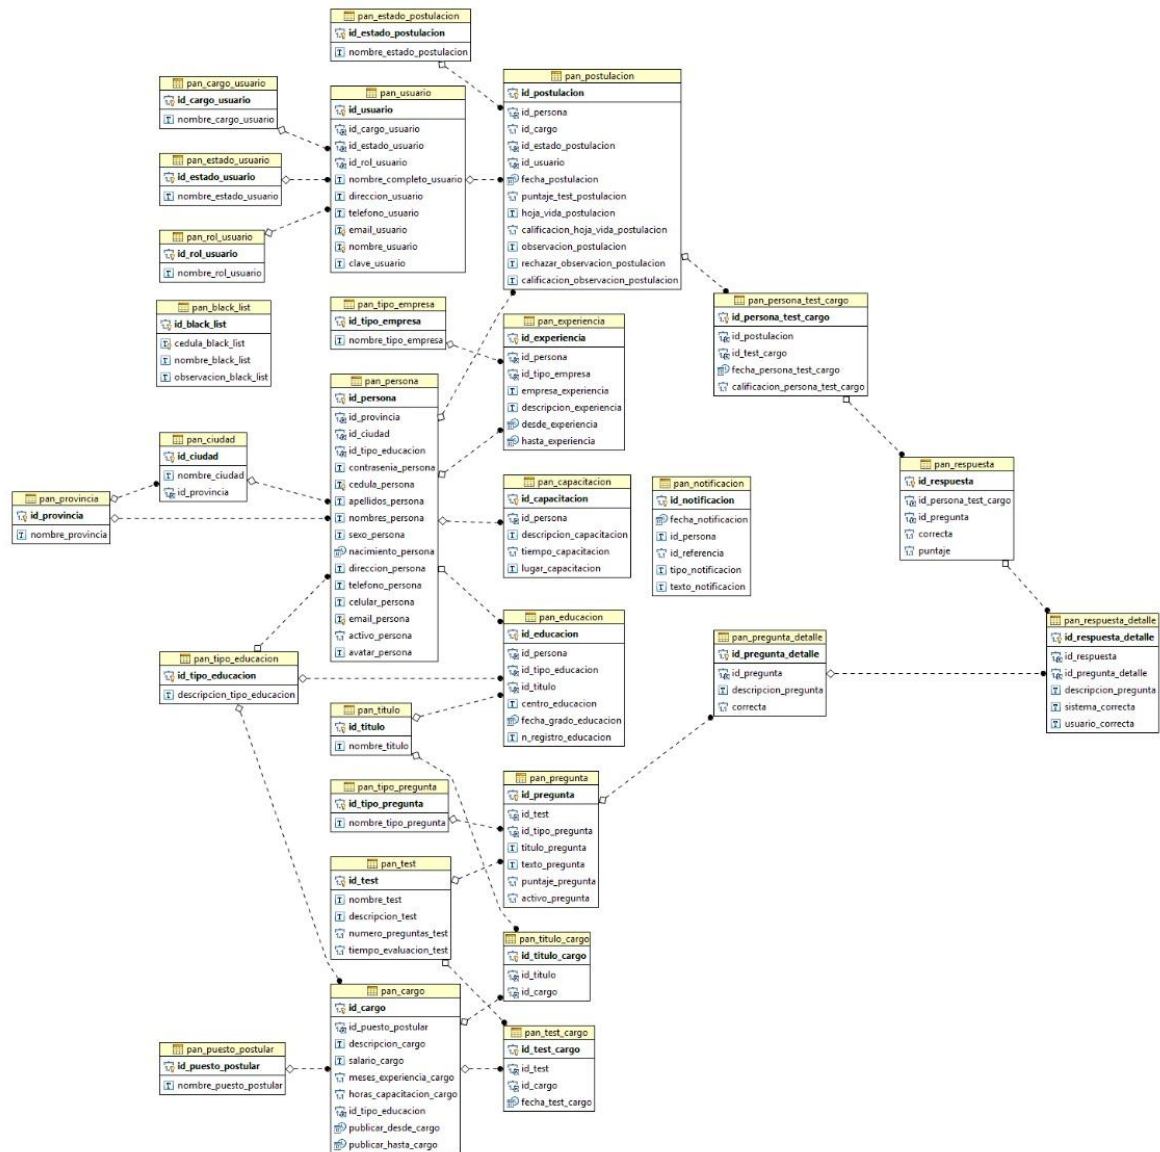 pan_estado_postulacion
id_estado_postulacion
nombre_estado_postulacion
pan_cargo_usuario
id_cargo_usuario
nombre_cargo_usuario
pan_estado_usuario
id_estado_usuario
nombre_estado_usuario
pan_rol_usuario
id_rol_usuario
nombre_rol_usuario
pan_usuario
id_usuario
id_cargo_usuario
id_estado_usuario
id_rol_usuario
nombre_completo_usuario
direccion_usuario
telefono_usuario
email_usuario
nombre_usuario
clave_usuario
pan_postulacion
id_postulacion
id_persona
id_cargo
id_estado_postulacion
id_usuario
fecha_postulacion
puntaje_test_postulacion
hoja_vida_postulacion
calificacion_hoja_vida_postulacion
observacion_postulacion
rechazar_observacion_postulacion
calificacion_observacion_postulacion
pan_black_list
id_black_list
cedula_black_list
nombre_black_list
observacion_black_list
pan_tipo_empresa
id_tipo_empresa
nombre_tipo_empresa
pan_experiencia
id_experiencia
id_persona
id_tipo_empresa
empresa_experiencia
descripcion_experiencia
desde_experiencia
hasta_experiencia
pan_persona_test_cargo
id_persona_test_cargo
id_postulacion
id_test_cargo
fecha_persona_test_cargo
calificacion_persona_test_cargo
pan_persona
id_persona
id_provincia
id_ciudad
id_tipo_educacion
contrasenia_persona
cedula_persona
apellidos_persona
nombres_persona
sexo_persona
nacimiento_persona
direccion_persona
telefono_persona
celular_persona
email_persona
activo_persona
avatar_persona
pan_ciudad
id_ciudad
nombre_ciudad
id_provincia
pan_provincia
id_provincia
nombre_provincia
pan_capacitacion
id_capacitacion
id_persona
descripcion_capacitacion
tiempo_capacitacion
lugar_capacitacion
pan_notificacion
id_notificacion
fecha_notificacion
id_persona
id_referencia
tipo_notificacion
texto_notificacion
pan_respuesta
id_respuesta
id_persona_test_cargo
id_pregunta
correcta
puntaje
pan_educacion
id_educacion
id_persona
id_tipo_educacion
id_titulo
centro_educacion
fecha_grado_educacion
n_registro_educacion
pan_pregunta_detalle
id_pregunta_detalle
id_pregunta
descripcion_pregunta
correcta
pan_respuesta_detalle
id_respuesta_detalle
id_respuesta
id_pregunta_detalle
descripcion_pregunta
sistema_correcta
usuario_correcta
pan_tipo_educacion
id_tipo_educacion
descripcion_tipo_educacion
pan_titulo
id_titulo
nombre_titulo
pan_tipo_pregunta
id_tipo_pregunta
nombre_tipo_pregunta
pan_pregunta
id_pregunta
id_test
id_tipo_pregunta
titulo_pregunta
texto_pregunta
puntaje_pregunta
activo_pregunta
pan_test
id_test
nombre_test
descripcion_test
numero_preguntas_test
tiempo_evaluacion_test
pan_titulo_cargo
id_titulo_cargo
id_titulo
id_cargo
pan_cargo
id_cargo
id_puesto_postular
descripcion_cargo
salario_cargo
meses_experiencia_cargo
horas_capacitacion_cargo
id_tipo_educacion
publicar_desde_cargo
publicar_hasta_cargo
pan_puesto_postular
id_puesto_postular
nombre_puesto_postular
pan_test_cargo
id_test_cargo
id_test
id_cargo
fecha_test_cargo